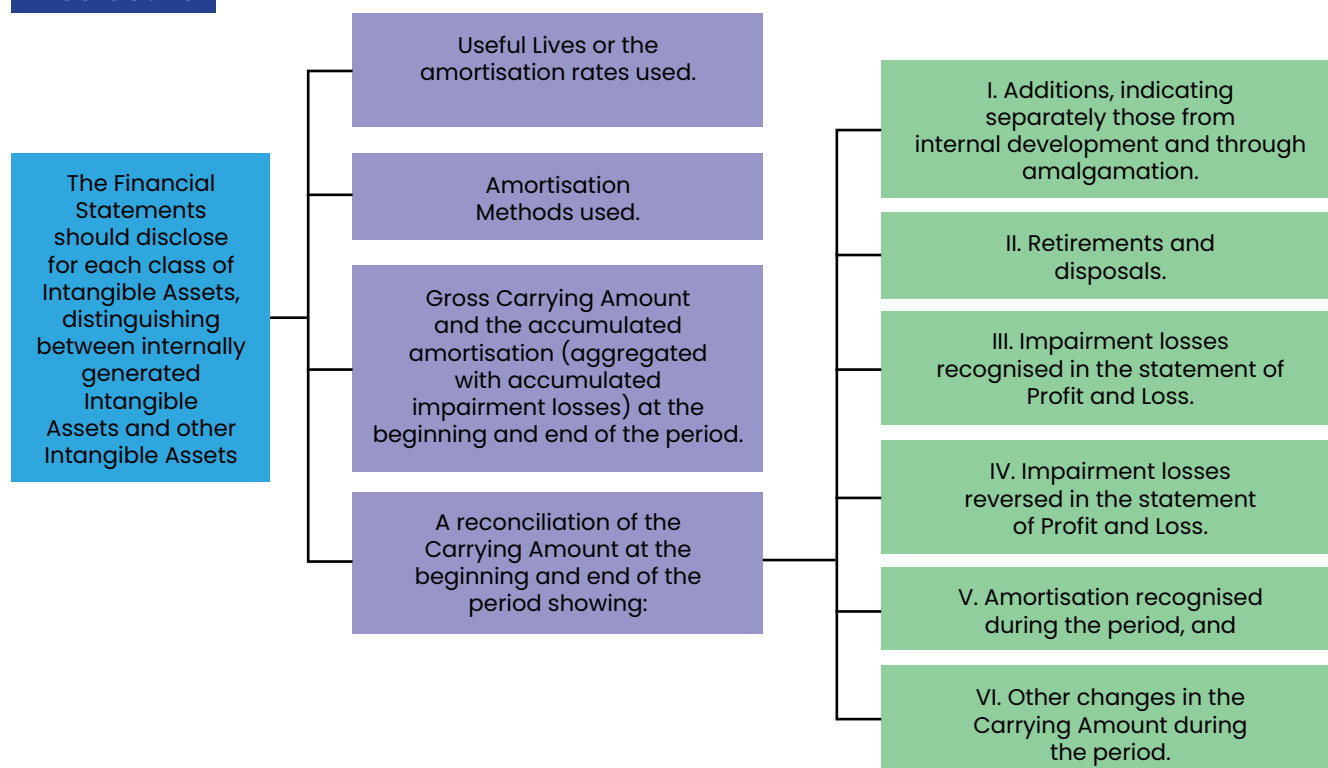 The Financial
Statements
should disclose
for each class of
Intangible Assets,
distinguishing
between internally
generated
Intangible
Assets and other
Intangible Assets
Useful Lives or the
amortisation rates used.
Amortisation
Methods used.
Gross Carrying Amount
and the accumulated
amortisation (aggregated
with accumulated
impairment losses) at the
beginning and end of the period.
A reconciliation of the
Carrying Amount at the
beginning and end of the
period showing:
I. Additions, indicating
separately those from
internal development and through
amalgamation.
II. Retirements and
disposals.
III. Impairment losses
recognised in the statement of
Profit and Loss.
IV. Impairment losses
reversed in the statement
of Profit and Loss.
V. Amortisation recognised
during the period, and
VI. Other changes in the
Carrying Amount during
the period.